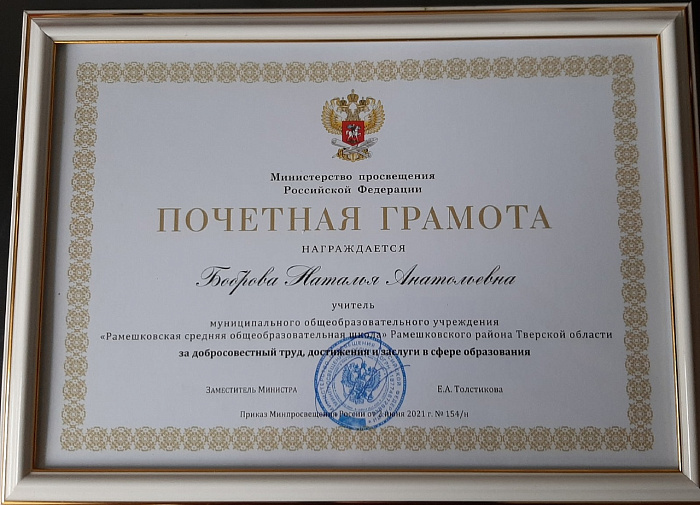 Министерство просвещения
Российской Федерации
ПОЧЕТНАЯ ГРАМОТА
НАГРАЖДАЕТСЯ
Боброва Наталья Анатольевна
учитель
муниципального общеобразовательного учреждения
«Рамешковская средняя общеобразовательная школа» Рамешковского района Тверской области
за добросовестный труд, достижения и заслуги в сфере образования
Заместитель Министра Е.А. Толстикова
Приказ Минпросвещения России от 2 июня 2021 г. № 154/н